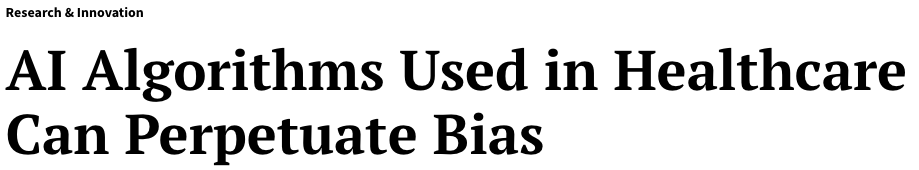 Research & Innovation
AI Algorithms Used in Healthcare
Can Perpetuate Bias